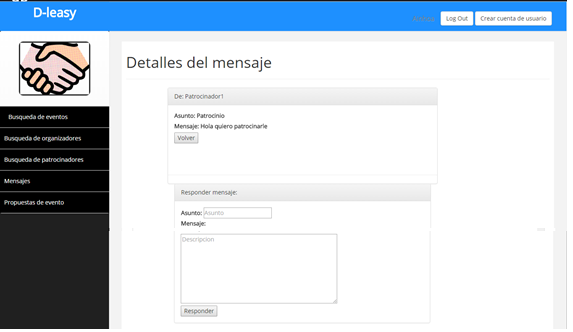 D-leasy
Log Out
Crear cuenta de usuario
Busqueda de eventos
Busqueda de organizadores
Busqueda de patrocinadores
Mensajes
Propuestas de evento
Detalles del mensaje
De: Patrocinador1
Asunto: Patrocinio
Mensaje: Hola quiero patrocinarle
Volver
Responder mensaje:
Asunto: Asunto
Mensaje:
Descripcion
Responder